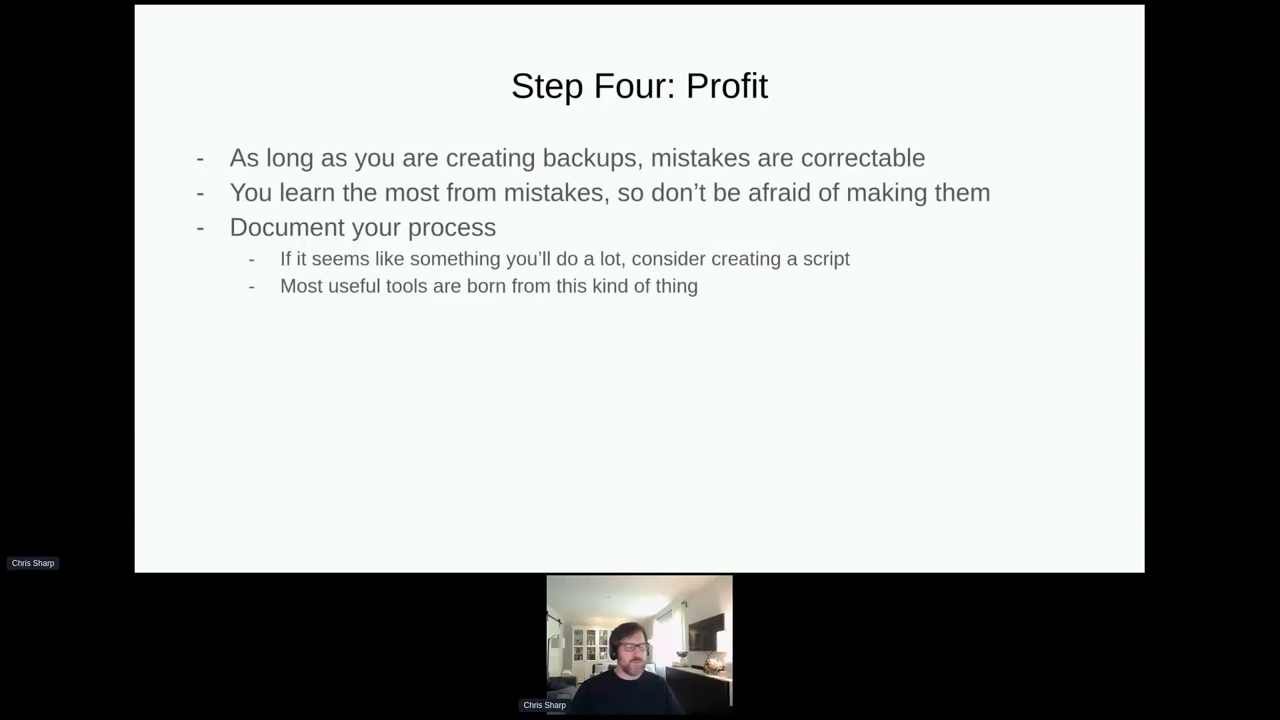 Step Four: Profit
- As long as you are creating backups, mistakes are correctable
- You learn the most from mistakes, so don’t be afraid of making them
- Document your process
- If it seems like something you’ll do a lot, consider creating a script
- Most useful tools are born from this kind of thing
Chris Sharp
Chris Sharp